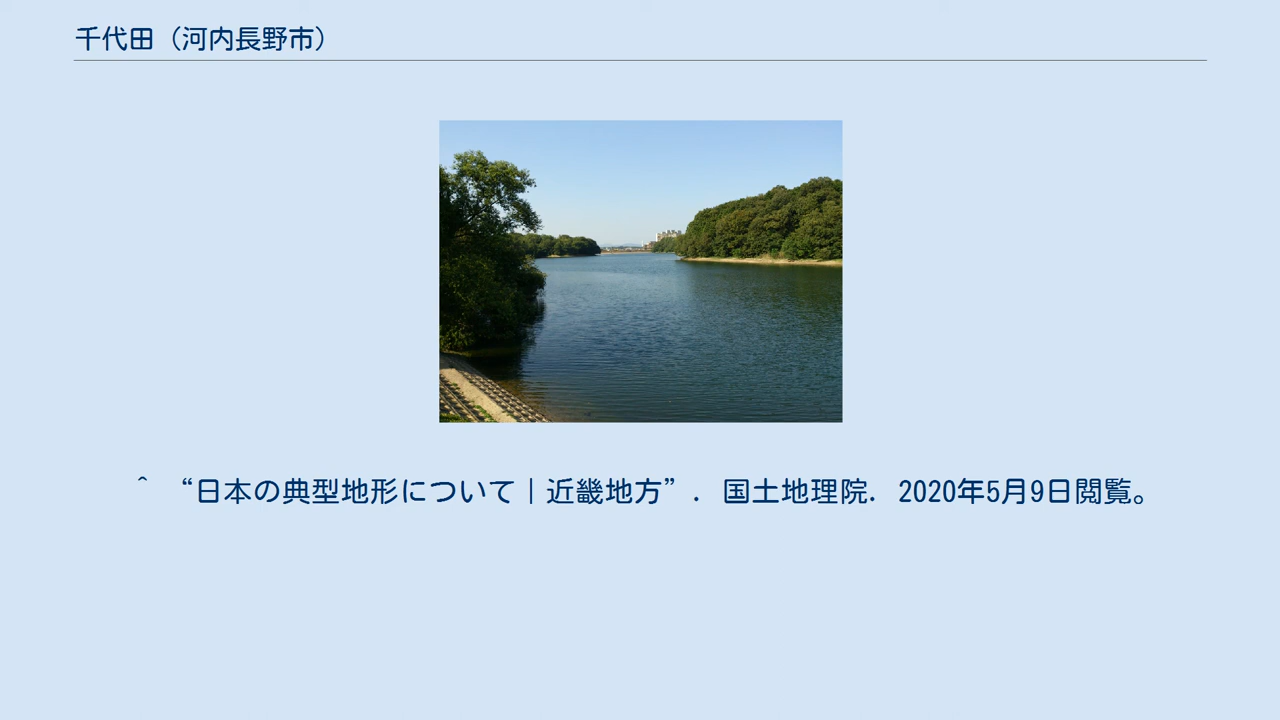 千代田（河内長野市）
^ “日本の典型地形について｜近畿地方”. 国土地理院. 2020年5月9日閲覧。